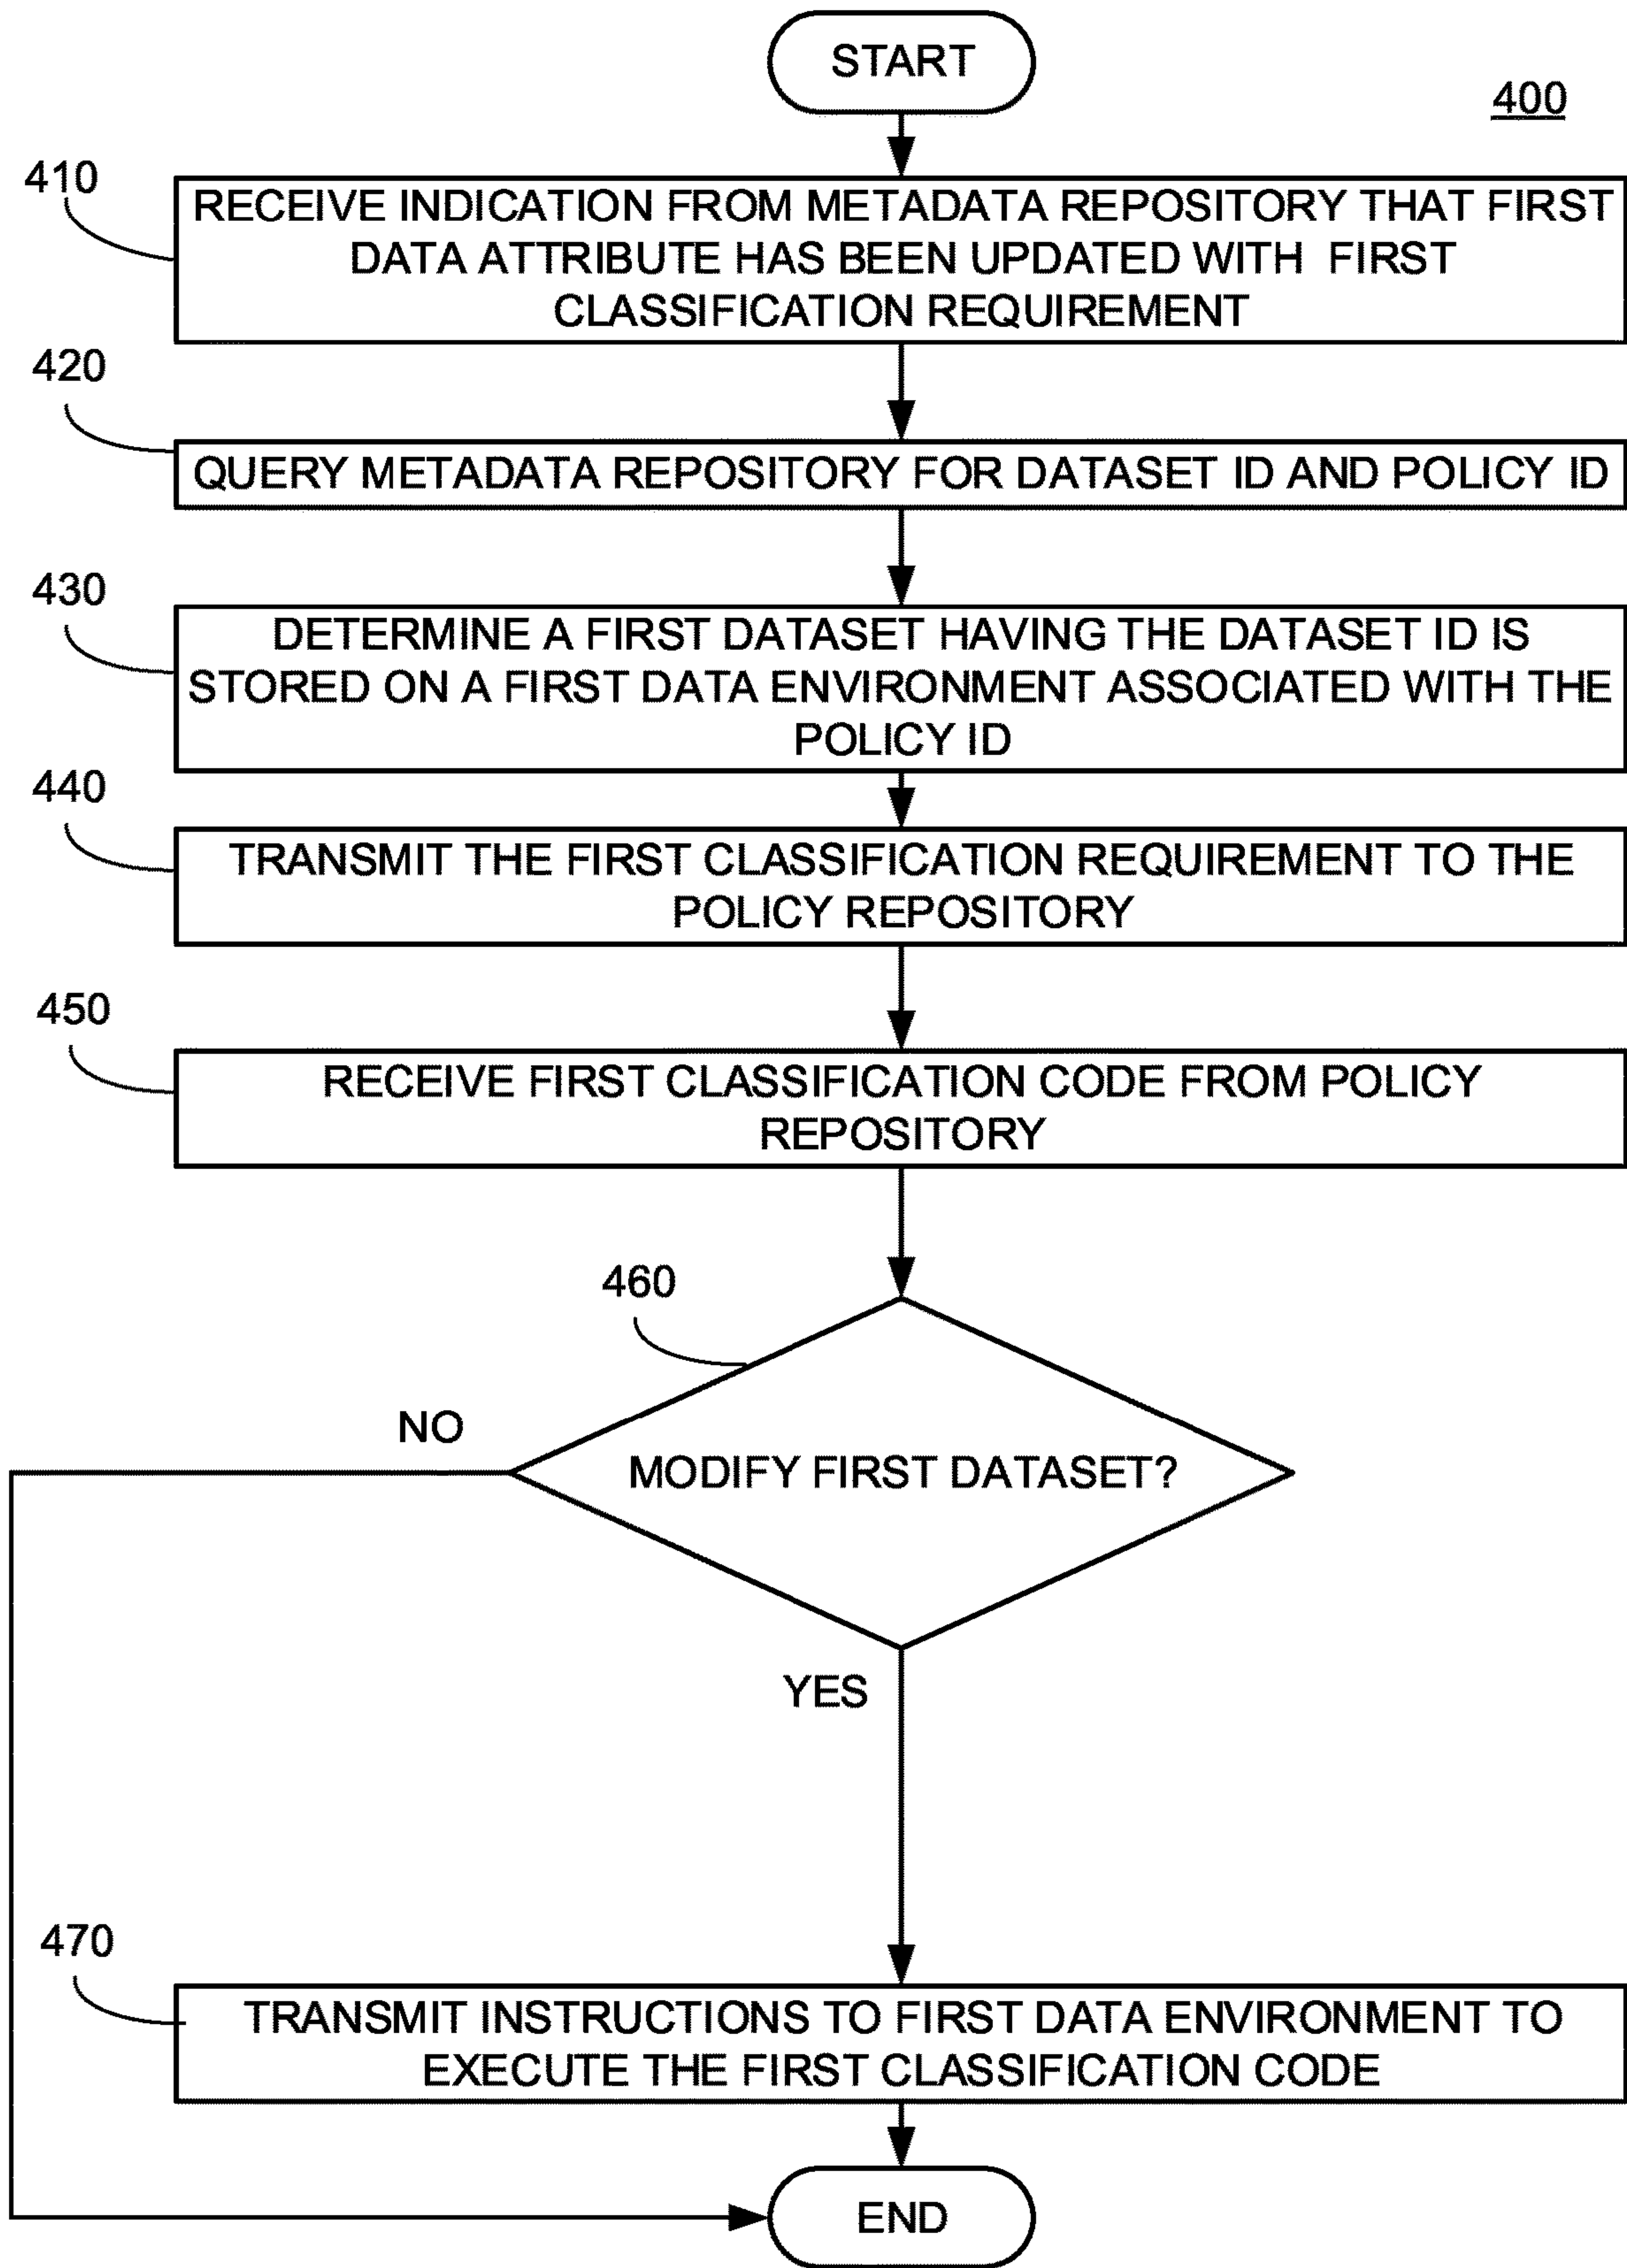 START
400
410
RECEIVE INDICATION FROM METADATA REPOSITORY THAT FIRST
DATA ATTRIBUTE HAS BEEN UPDATED WITH FIRST
CLASSIFICATION REQUIREMENT
420
QUERY METADATA REPOSITORY FOR DATASET ID AND POLICY ID
430
DETERMINE A FIRST DATASET HAVING THE DATASET ID IS
STORED ON A FIRST DATA ENVIRONMENT ASSOCIATED WITH THE
POLICY ID
440
TRANSMIT THE FIRST CLASSIFICATION REQUIREMENT TO THE
POLICY REPOSITORY
450
RECEIVE FIRST CLASSIFICATION CODE FROM POLICY
REPOSITORY
460
NO
MODIFY FIRST DATASET?
YES
470
TRANSMIT INSTRUCTIONS TO FIRST DATA ENVIRONMENT TO
EXECUTE THE FIRST CLASSIFICATION CODE
END